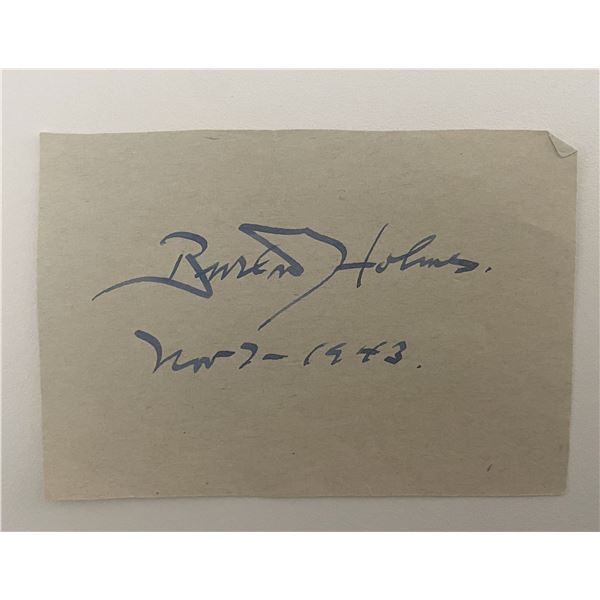 Burton Holmes.
Nov 7 - 1943.